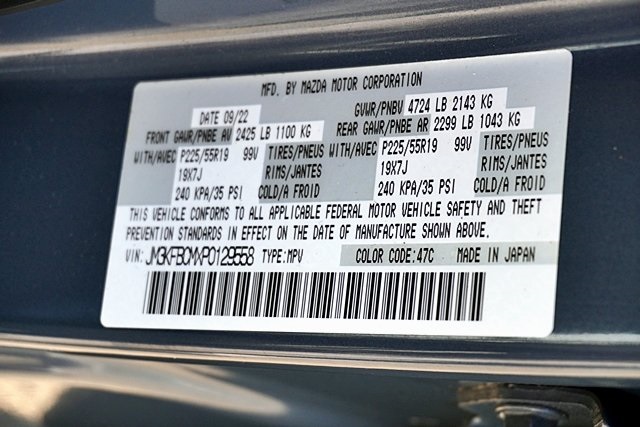 MFD. BY MAZDA MOTOR CORPORATION
DATE 09/22 GVWR/PNBV 4724 LB 2143 KG
FRONT GAWR/PNBE AV 2425 LB 1100 KG REAR GAWR/PNBE AR 2299 LB 1043 KG
WITH/AVEC P225/55R19 99V TIRES/PNEUS WITH/AVEC P225/55R19 99V TIRES/PNEUS
19X7J RIMS/JANTES 19X7J RIMS/JANTES
240 KPA/35 PSI COLD/A FROID 240 KPA/35 PSI COLD/A FROID
THIS VEHICLE CONFORMS TO ALL APPLICABLE FEDERAL MOTOR VEHICLE SAFETY AND THEFT
PREVENTION STANDARDS IN EFFECT ON THE DATE OF MANUFACTURE SHOWN ABOVE.
VIN: JM3KFBCMXP0129558 TYPE:MPV COLOR CODE:47C MADE IN JAPAN